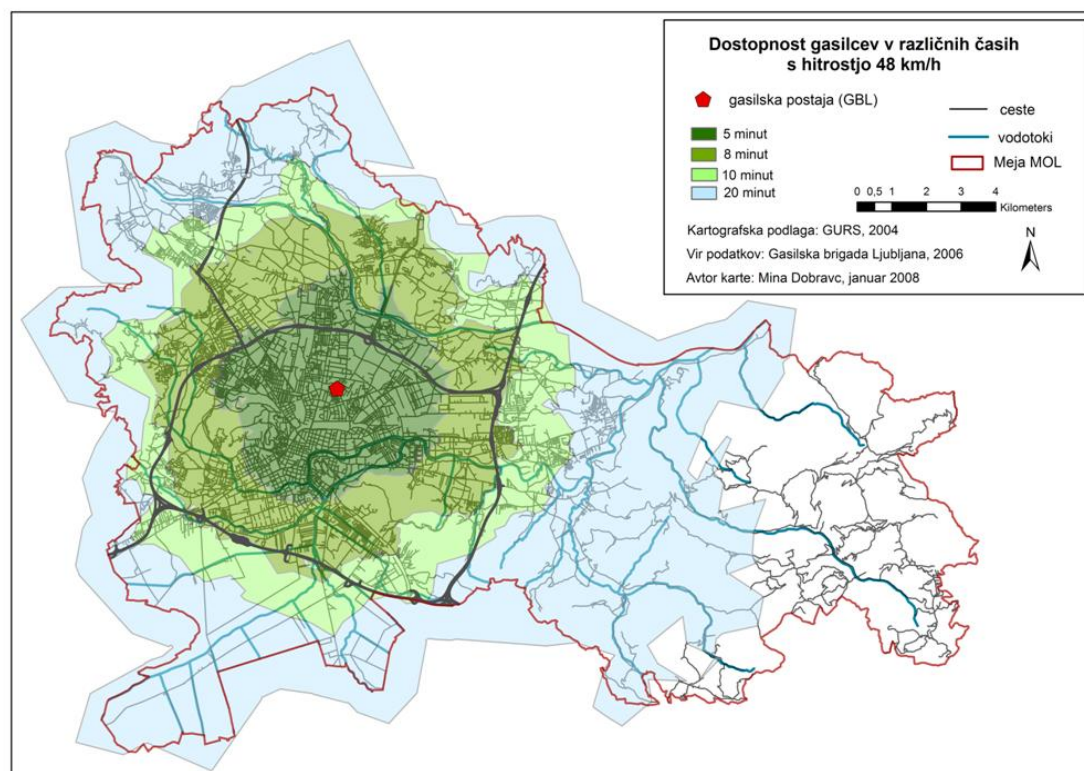 Dostopnost gasilcev v različnih časih
s hitrostjo 48 km/h
gasilska postaja (GBL)
5 minut
8 minut
10 minut
20 minut
ceste
vodotoki
Meja MOL
0 0,5 1 2 3 4
Kilometers
Kartografska podlaga: GURS, 2004
Vir podatkov: Gasilska brigada Ljubljana, 2006
Avtor karte: Mina Dobravc, januar 2008
N